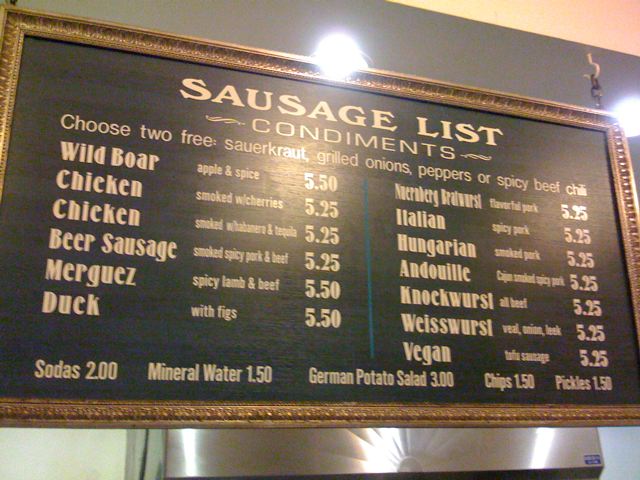 SAUSAGE LIST
CONDIMENTS
Choose two free: sauerkraut, grilled onions, peppers or spicy beef chili
Wild Boar apple & spice 5.50
Chicken smoked w/cherries 5.25
Chicken smoked w/habanero & tequila 5.25
Beer Sausage smoked spicy pork & beef 5.25
Merguez spicy lamb & beef 5.50
Duck with figs 5.50
Nuernberg Bratwurst flavorful pork 5.25
Italian spicy pork 5.25
Hungarian smoked pork 5.25
Andouille Cajun smoked spicy pork 5.25
Knockwurst all beef 5.25
Weisswurst veal, onion, leek 5.25
Vegan tofu sausage 5.25
Sodas 2.00 Mineral Water 1.50 German Potato Salad 3.00 Chips 1.50 Pickles 1.50